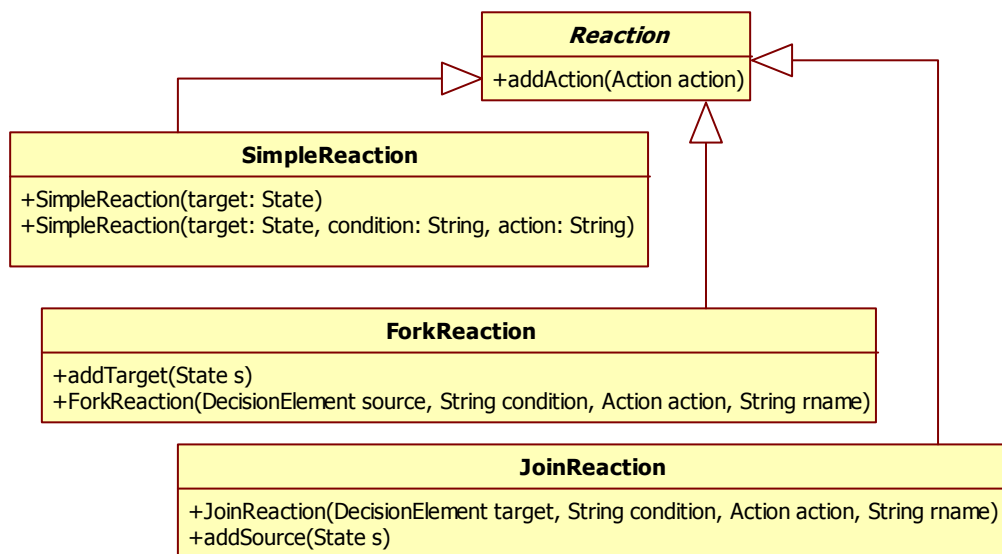 Reaction
+addAction(Action action)
SimpleReaction
+SimpleReaction(target: State)
+SimpleReaction(target: State, condition: String, action: String)
ForkReaction
+addTarget(State s)
+ForkReaction(DecisionElement source, String condition, Action action, String rname)
JoinReaction
+JoinReaction(DecisionElement target, String condition, Action action, String rname)
+addSource(State s)